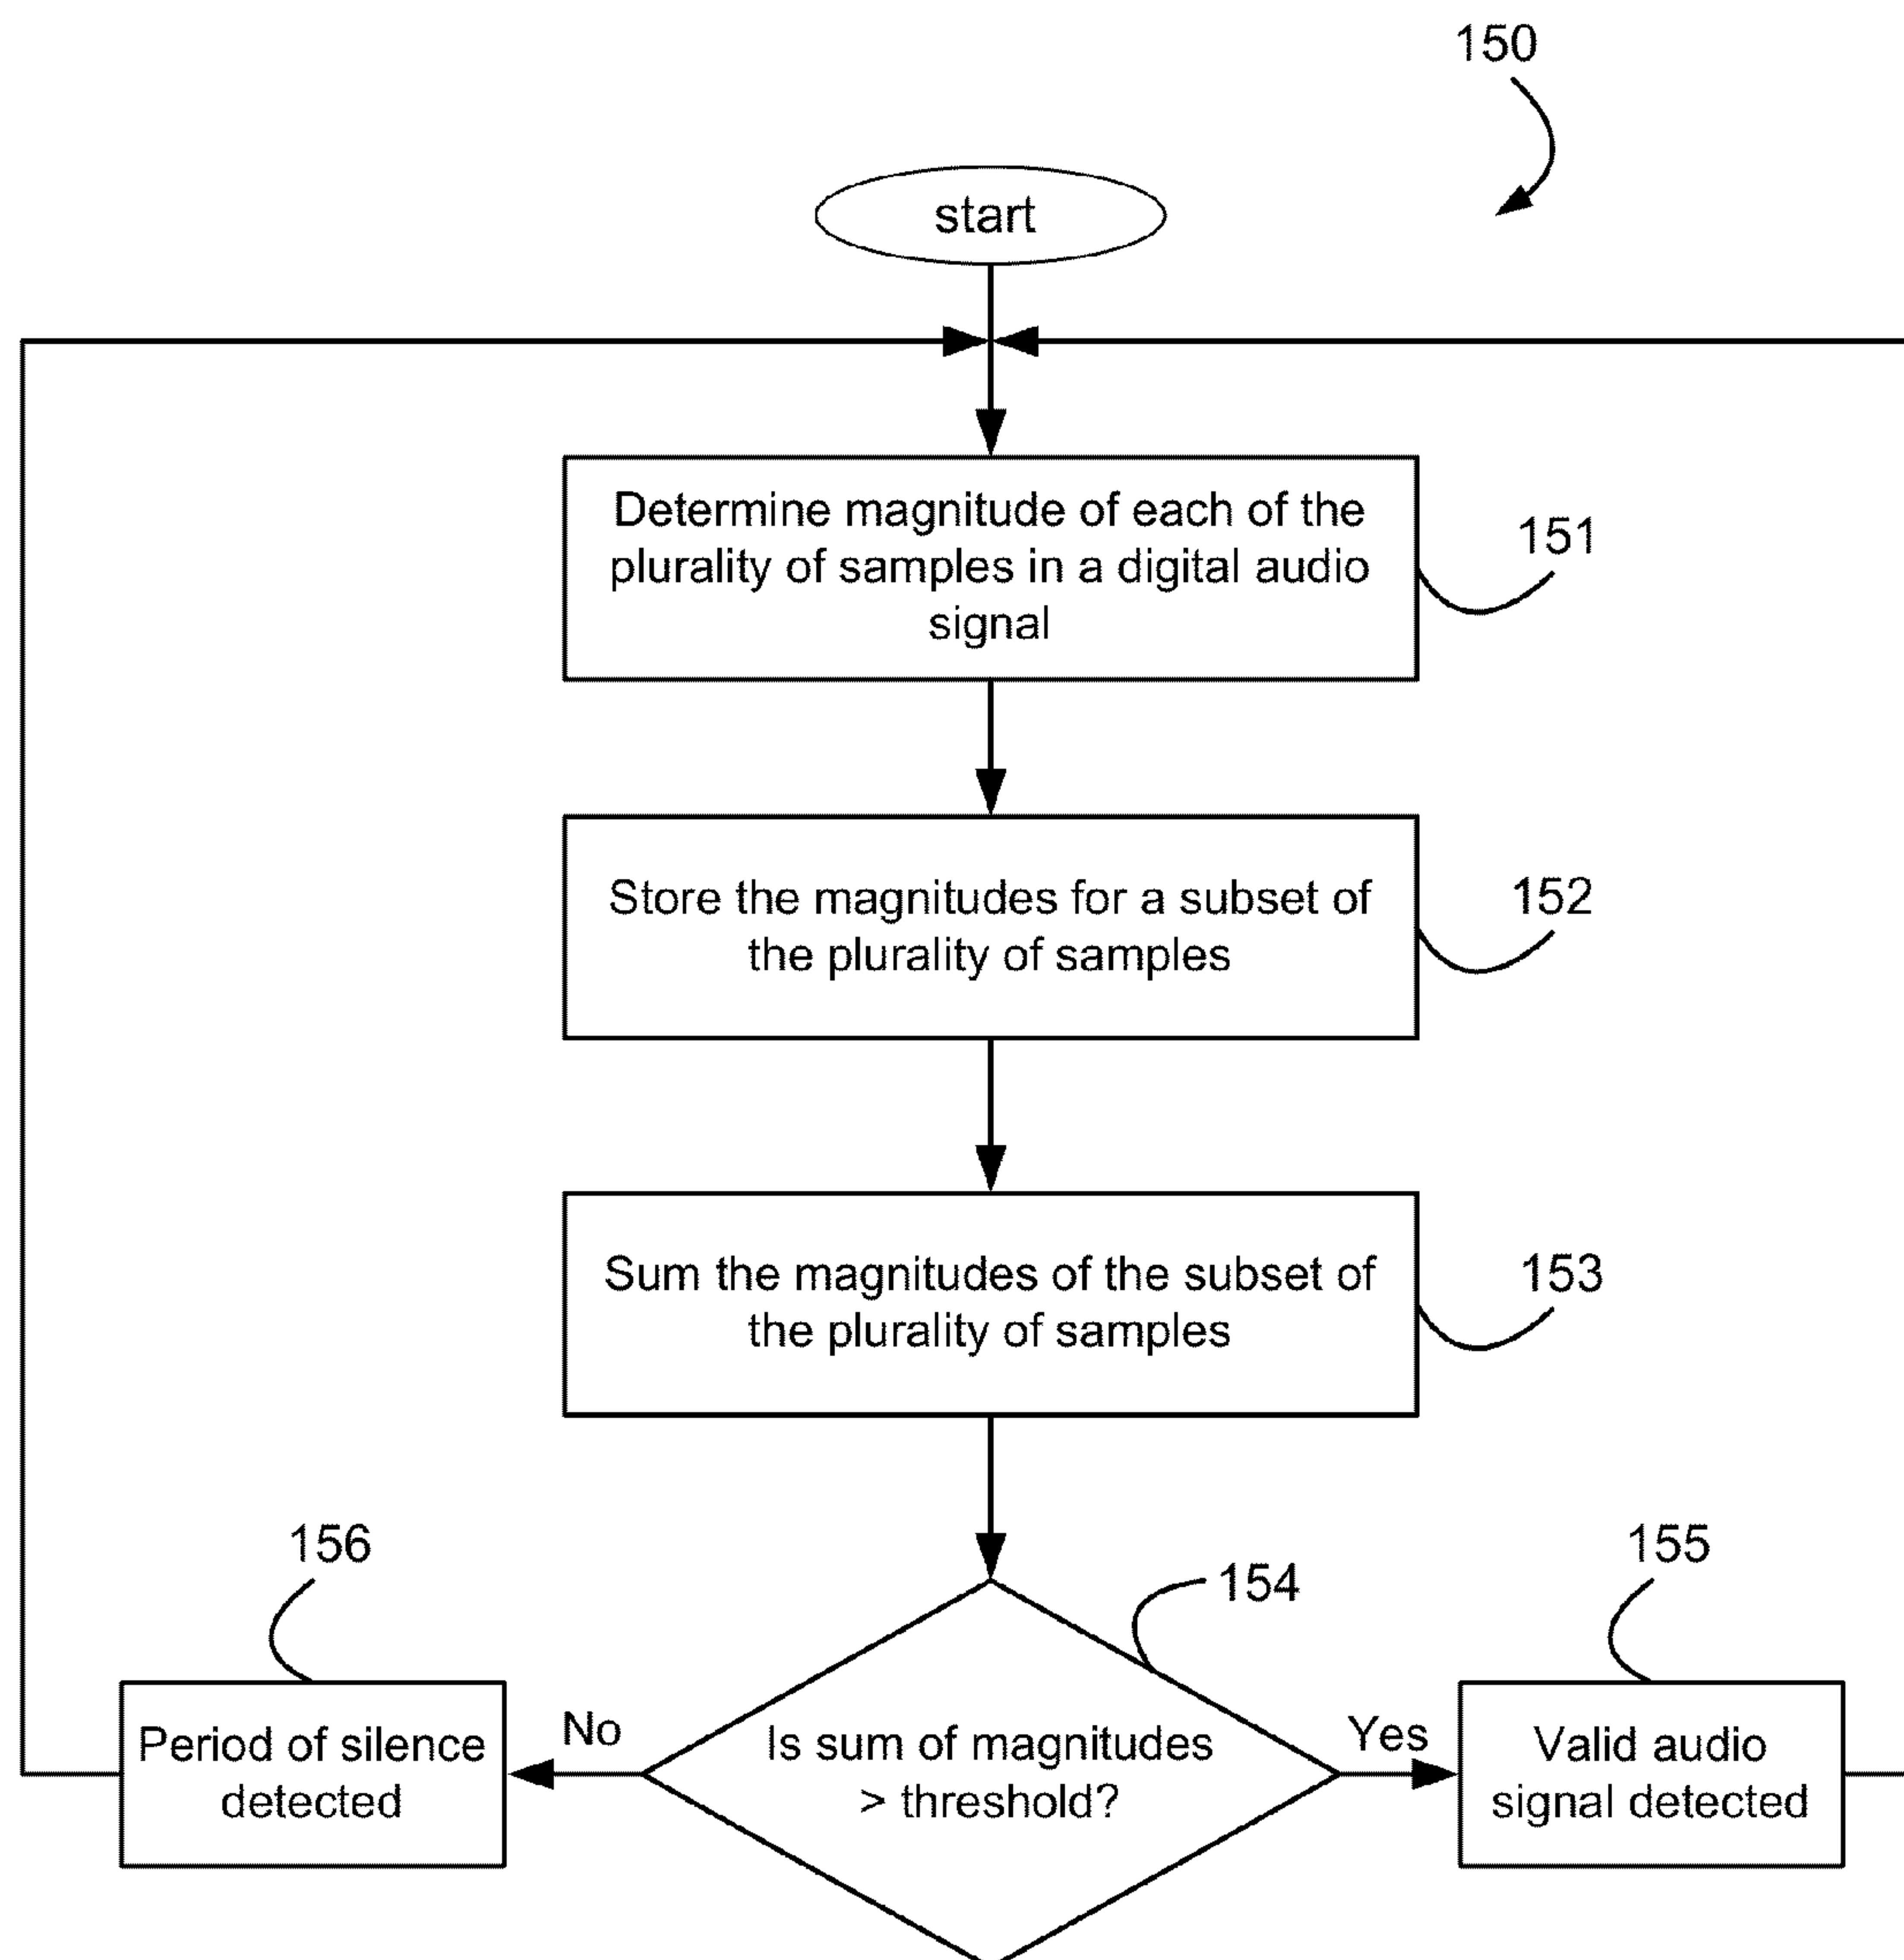 150
start
Determine magnitude of each of the
plurality of samples in a digital audio
signal
151
Store the magnitudes for a subset of
the plurality of samples
152
Sum the magnitudes of the subset of
the plurality of samples
153
156
154
155
Period of silence
detected
No
Is sum of magnitudes
> threshold?
Yes
Valid audio
signal detected